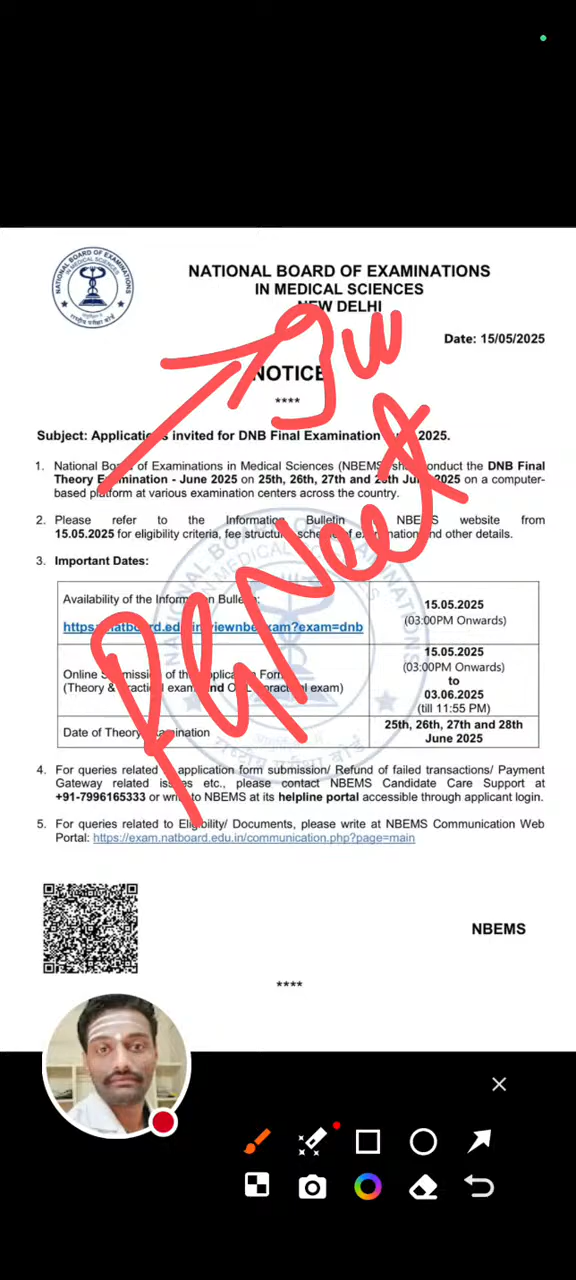 NATIONAL BOARD OF EXAMINATIONS
IN MEDICAL SCIENCES
NEW DELHI
Date: 15/05/2025
NOTICE
****
Subject: Applications invited for DNB Final Examination 2025.
1. National Board of Examinations in Medical Sciences (NBEMS) shall conduct the DNB Final
Theory Examination - June 2025 on 25th, 26th, 27th and 28th June 2025 on a computer-
based platform at various examination centers across the country.
2. Please refer to the Information Bulletin NBEMS website from
15.05.2025 for eligibility criteria, fee structure, scheme of examination and other details.
3. Important Dates:
Availability of the Information Bulletin:
15.05.2025
(03:00PM Onwards)
https://natboard.edu.in/viewnbeexam?exam=dnb
Online Submission of the Application Form
(Theory & Practical exam and practical exam)
15.05.2025
(03:00PM Onwards)
to
03.06.2025
(till 11:55 PM)
Date of Theory Examination
25th, 26th, 27th and 28th
June 2025
4. For queries related to application form submission/ Refund of failed transactions/ Payment
Gateway related issues etc., please contact NBEMS Candidate Care Support at
+91-7996165333 or write to NBEMS at its helpline portal accessible through applicant login.
5. For queries related to Eligibility/ Documents, please write at NBEMS Communication Web
Portal: https://exam.natboard.edu.in/communication.php?page=main
NBEMS
****
PG Neet